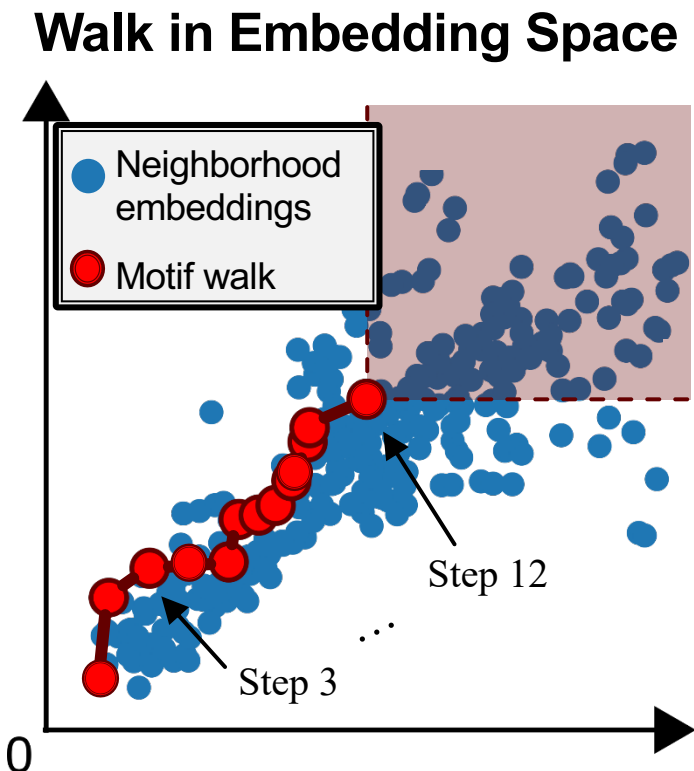 Walk in Embedding Space
Neighborhood
embeddings
Motif walk
Step 12
...
Step 3
0